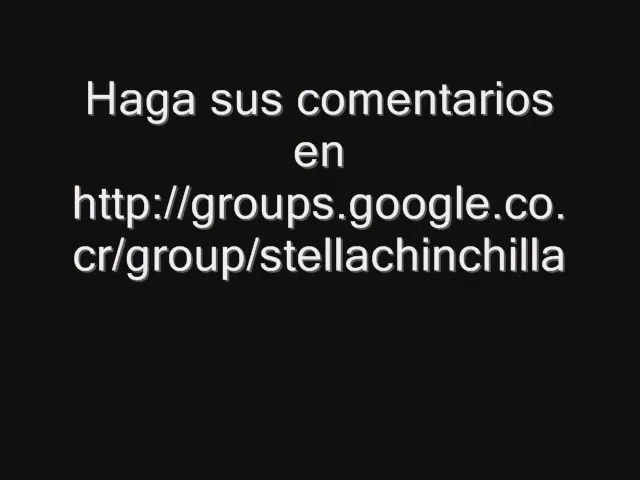 Haga sus comentarios
en
http://groups.google.co.
cr/group/stellachinchilla